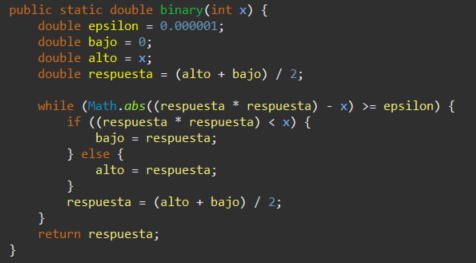 public static double binary(int x) {
    double epsilon = 0.000001;
    double bajo = 0;
    double alto = x;
    double respuesta = (alto + bajo) / 2;

    while (Math.abs((respuesta * respuesta) - x) >= epsilon) {
        if ((respuesta * respuesta) < x) {
            bajo = respuesta;
        } else {
            alto = respuesta;
        }
        respuesta = (alto + bajo) / 2;
    }
    return respuesta;
}